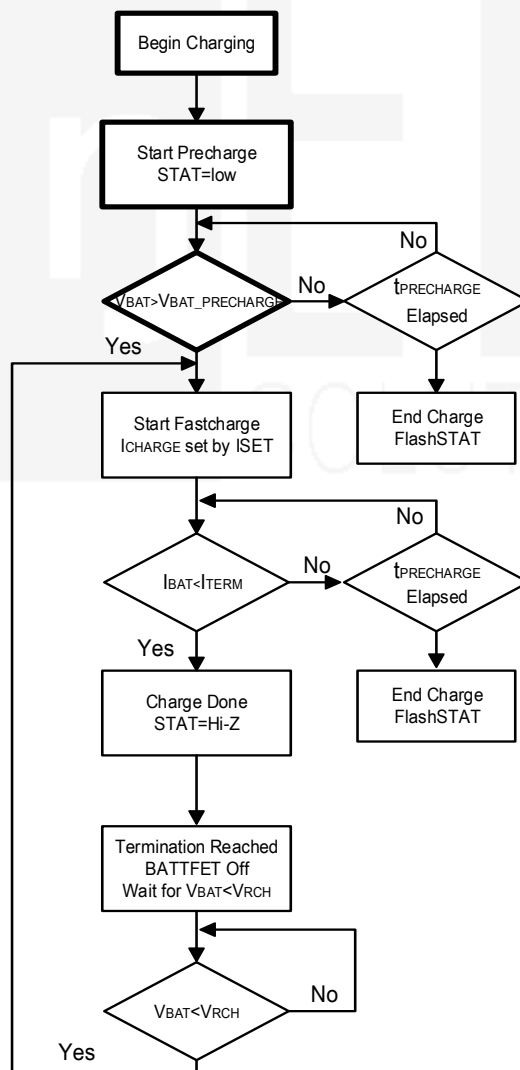 Begin Charging
Start Precharge
STAT=low
No
VBAT>VBAT_PRECHARGE
No
tPRECHARGE
Elapsed
Yes
Start Fastcharge
ICHARGE set by ISET
End Charge
FlashSTAT
No
IBAT<ITERM
No
tPRECHARGE
Elapsed
Yes
Charge Done
STAT=Hi-Z
End Charge
FlashSTAT
Termination Reached
BATTFET Off
Wait for VBAT<VRCH
VBAT<VRCH
No
Yes